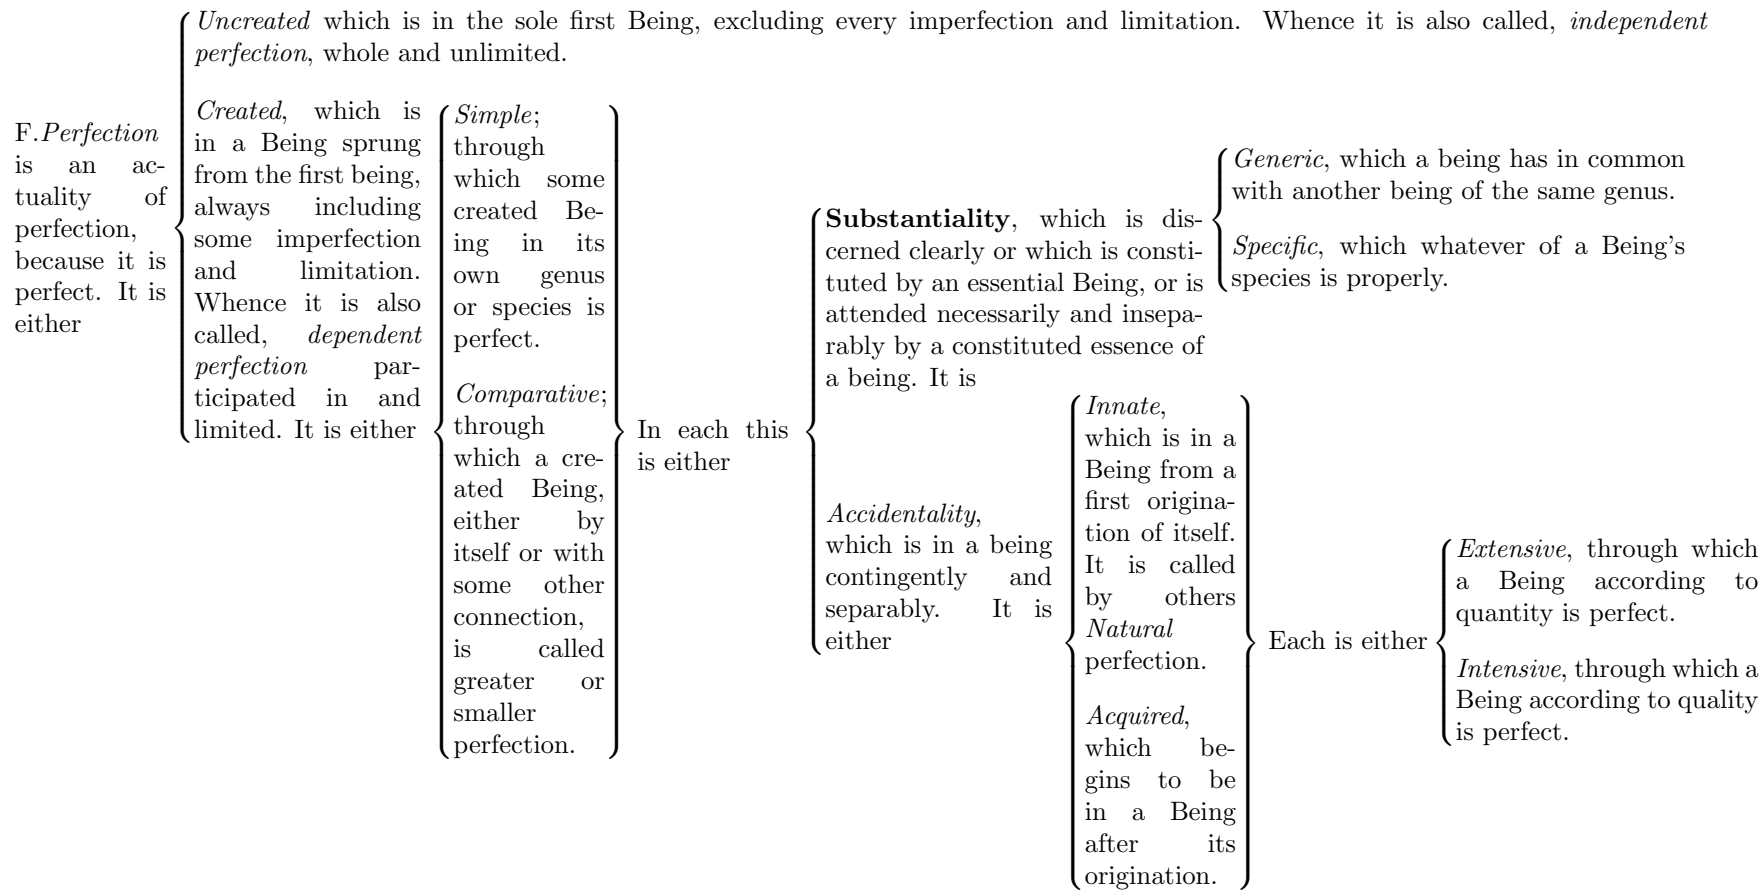 F.Perfection
is an ac-
tuality of
perfection,
because it is
perfect. It is
either
Uncreated which is in the sole first Being, excluding every imperfection and limitation. Whence it is also called, independent
perfection, whole and unlimited.
Created, which is
in a Being sprung
from the first being,
always including
some imperfection
and limitation.
Whence it is also
called, dependent
perfection par-
ticipated in and
limited. It is either
Simple;
through
which some
created Be-
ing in its
own genus
or species is
perfect.
Comparative;
through
which a cre-
ated Being,
either by
itself or with
some other
connection,
is called
greater or
smaller
perfection.
In each this
is either
Substantiality, which is dis-
cerned clearly or which is consti-
tuted by an essential Being, or is
attended necessarily and insepa-
rably by a constituted essence of
a being. It is
Generic, which a being has in common
with another being of the same genus.
Specific, which whatever of a Being's
species is properly.
Accidentality,
which is in a being
contingently and
separably. It is
either
Innate,
which is in a
Being from a
first origina-
tion of itself.
It is called
by others
Natural
perfection.
Acquired,
which be-
gins to be
in a Being
after its
origination.
Each is either
Extensive, through which
a Being according to
quantity is perfect.
Intensive, through which a
Being according to quality
is perfect.